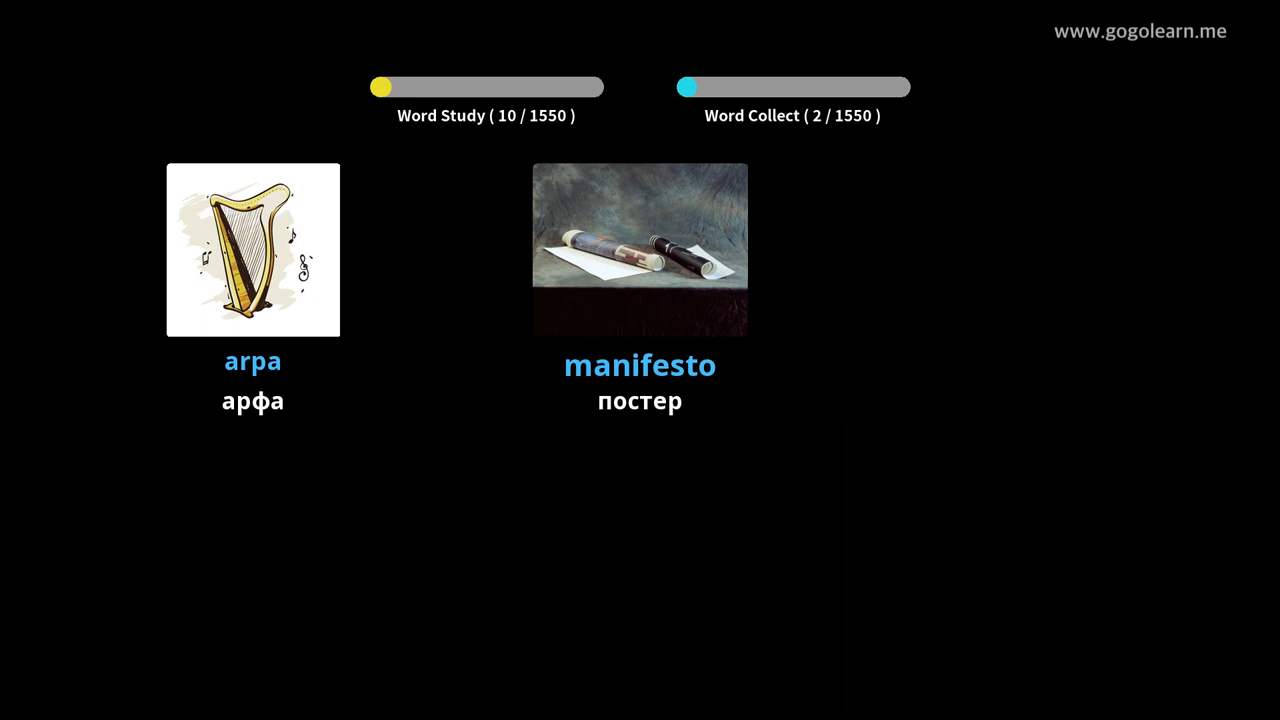 www.gogolearn.me
Word Study ( 10 / 1550 )
Word Collect ( 2 / 1550 )
arpa
арфа
manifesto
постер